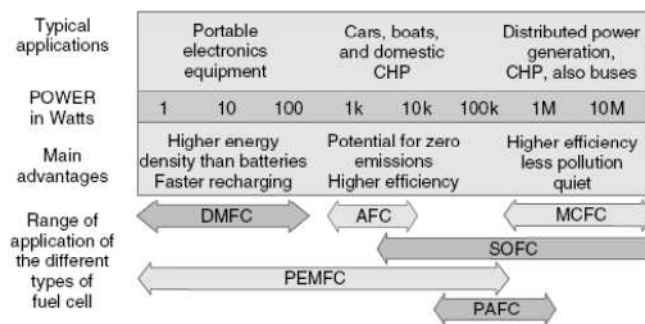 Typical
applications
Portable
electronics
equipment
Cars, boats,
and domestic
CHP
Distributed power
generation,
CHP, also buses
POWER
in Watts
1 10 100 1k 10k 100k 1M 10M
Main
advantages
Higher energy
density than batteries
Faster recharging
Potential for zero
emissions
Higher efficiency
Higher efficiency
less pollution
quiet
Range of
application of
the different
types of
fuel cell
DMFC
AFC
MCFC
SOFC
PEMFC
PAFC